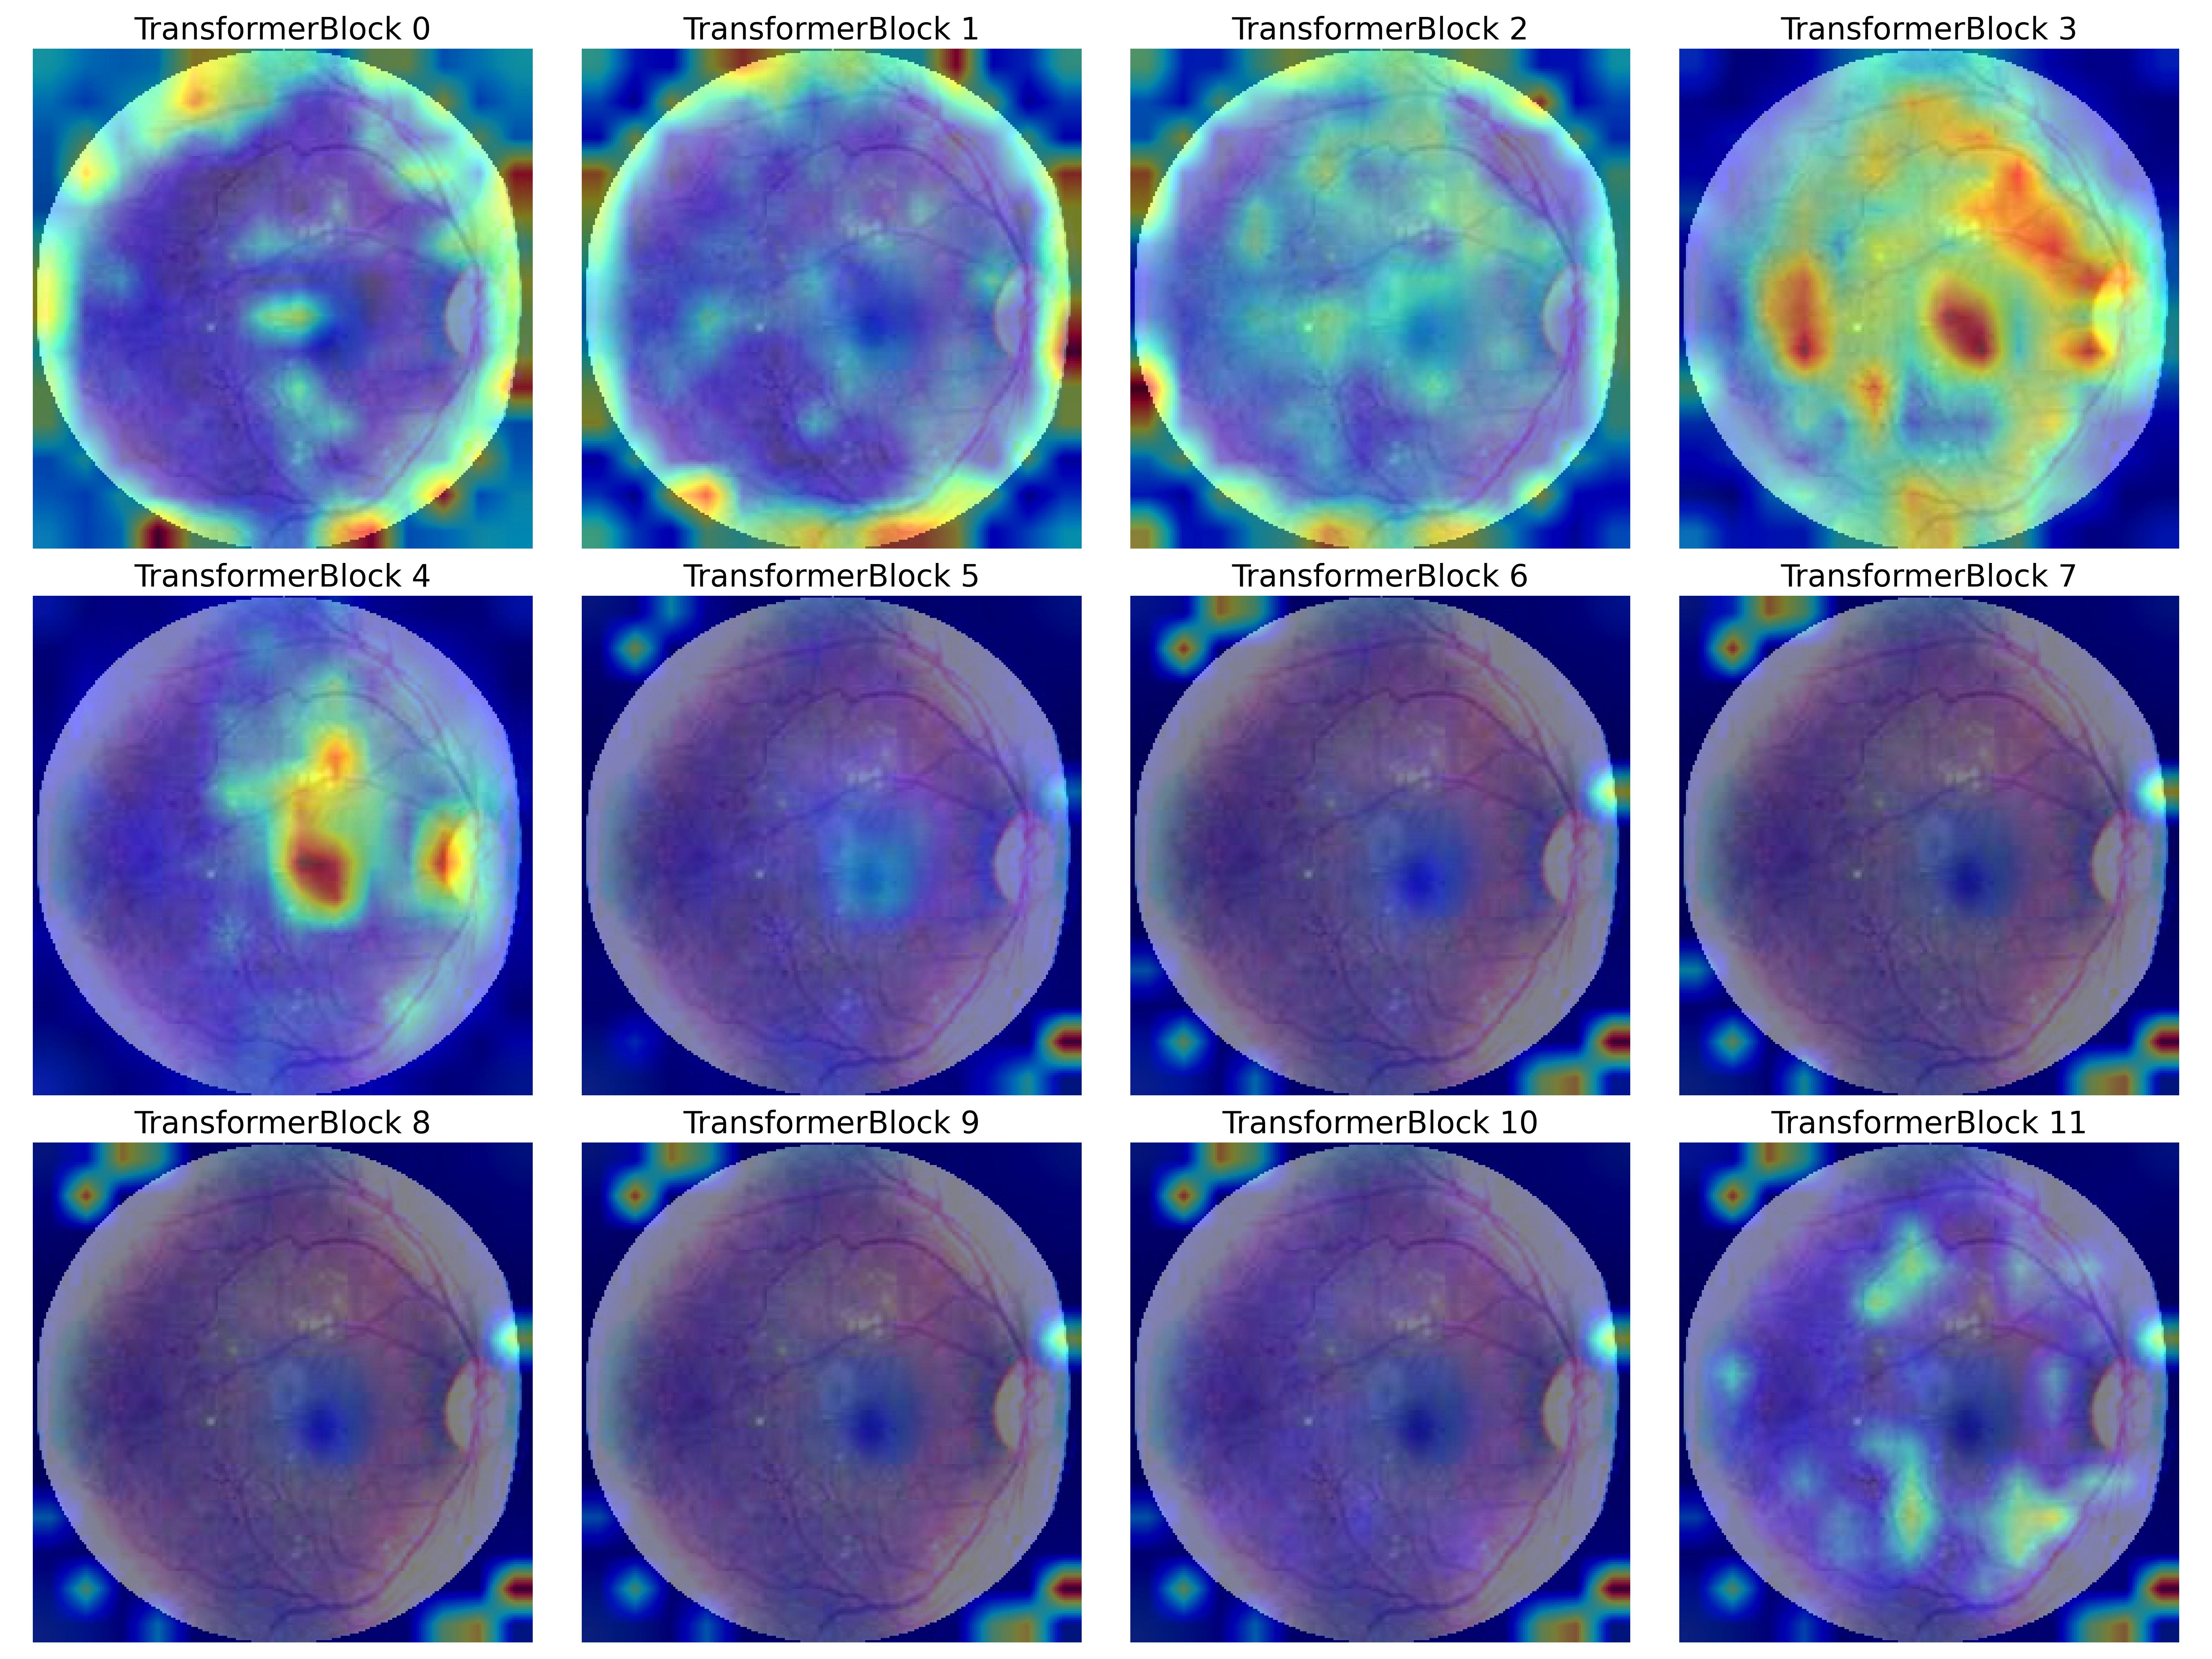 TransformerBlock 0
TransformerBlock 1
TransformerBlock 2
TransformerBlock 3
TransformerBlock 4
TransformerBlock 5
TransformerBlock 6
TransformerBlock 7
TransformerBlock 8
TransformerBlock 9
TransformerBlock 10
TransformerBlock 11